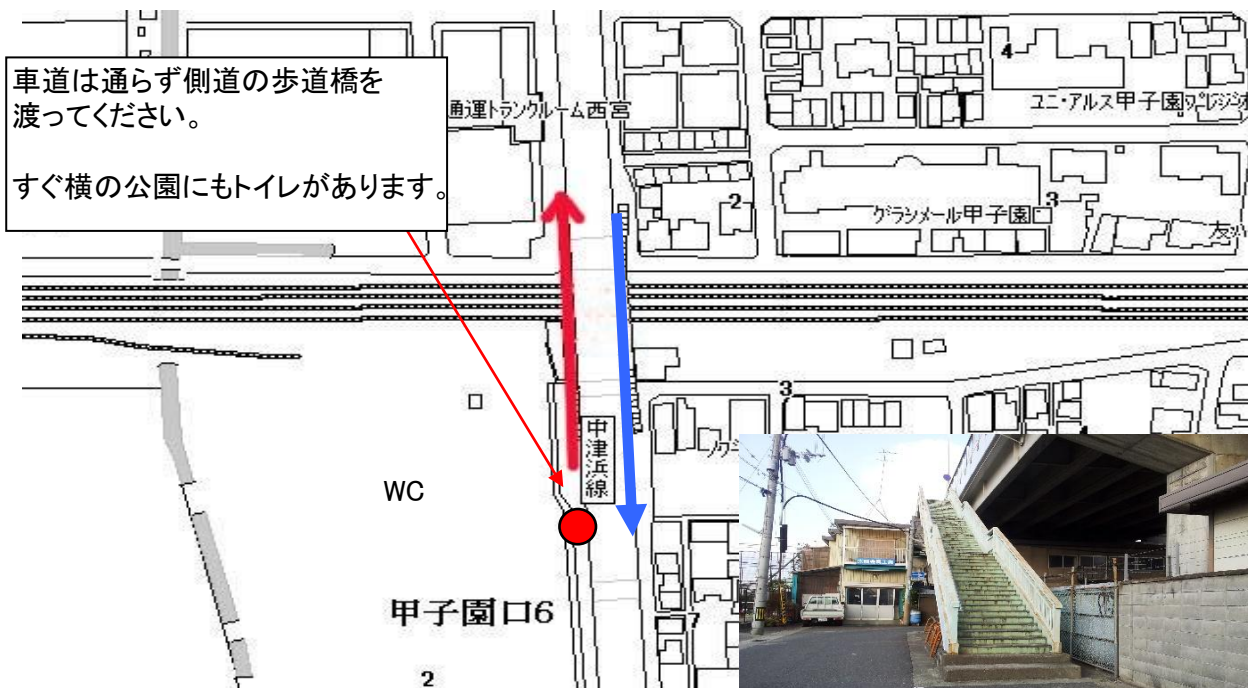 車道は通らず側道の歩道橋を
渡ってください。
すぐ横の公園にもトイレがあります。
通運トランクルーム西宮
4
ユニ・アルス甲子園
2
グランメール甲子園
3
友
3
中津浜線
WC
甲子園口6
7
2